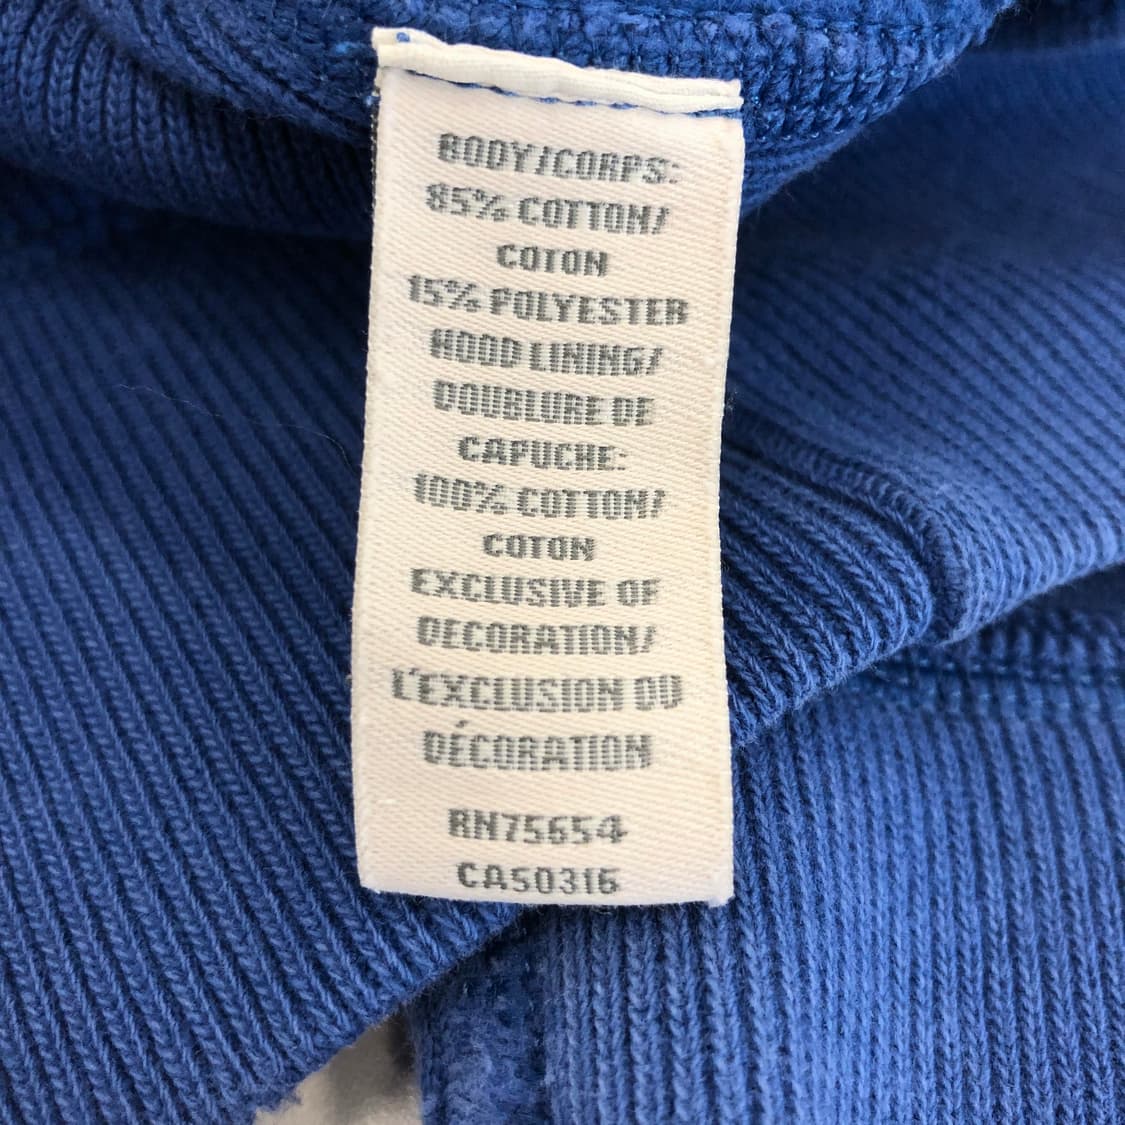 BODY/CORPS:
85% COTTON/
COTON
15% POLYESTER
HOOD LINING/
DOUBLURE DE
CAPUCHE:
100% COTTON/
COTON
EXCLUSIVE OF
DECORATION/
L'EXCLUSION DU
DÉCORATION
RN75654
CA50316